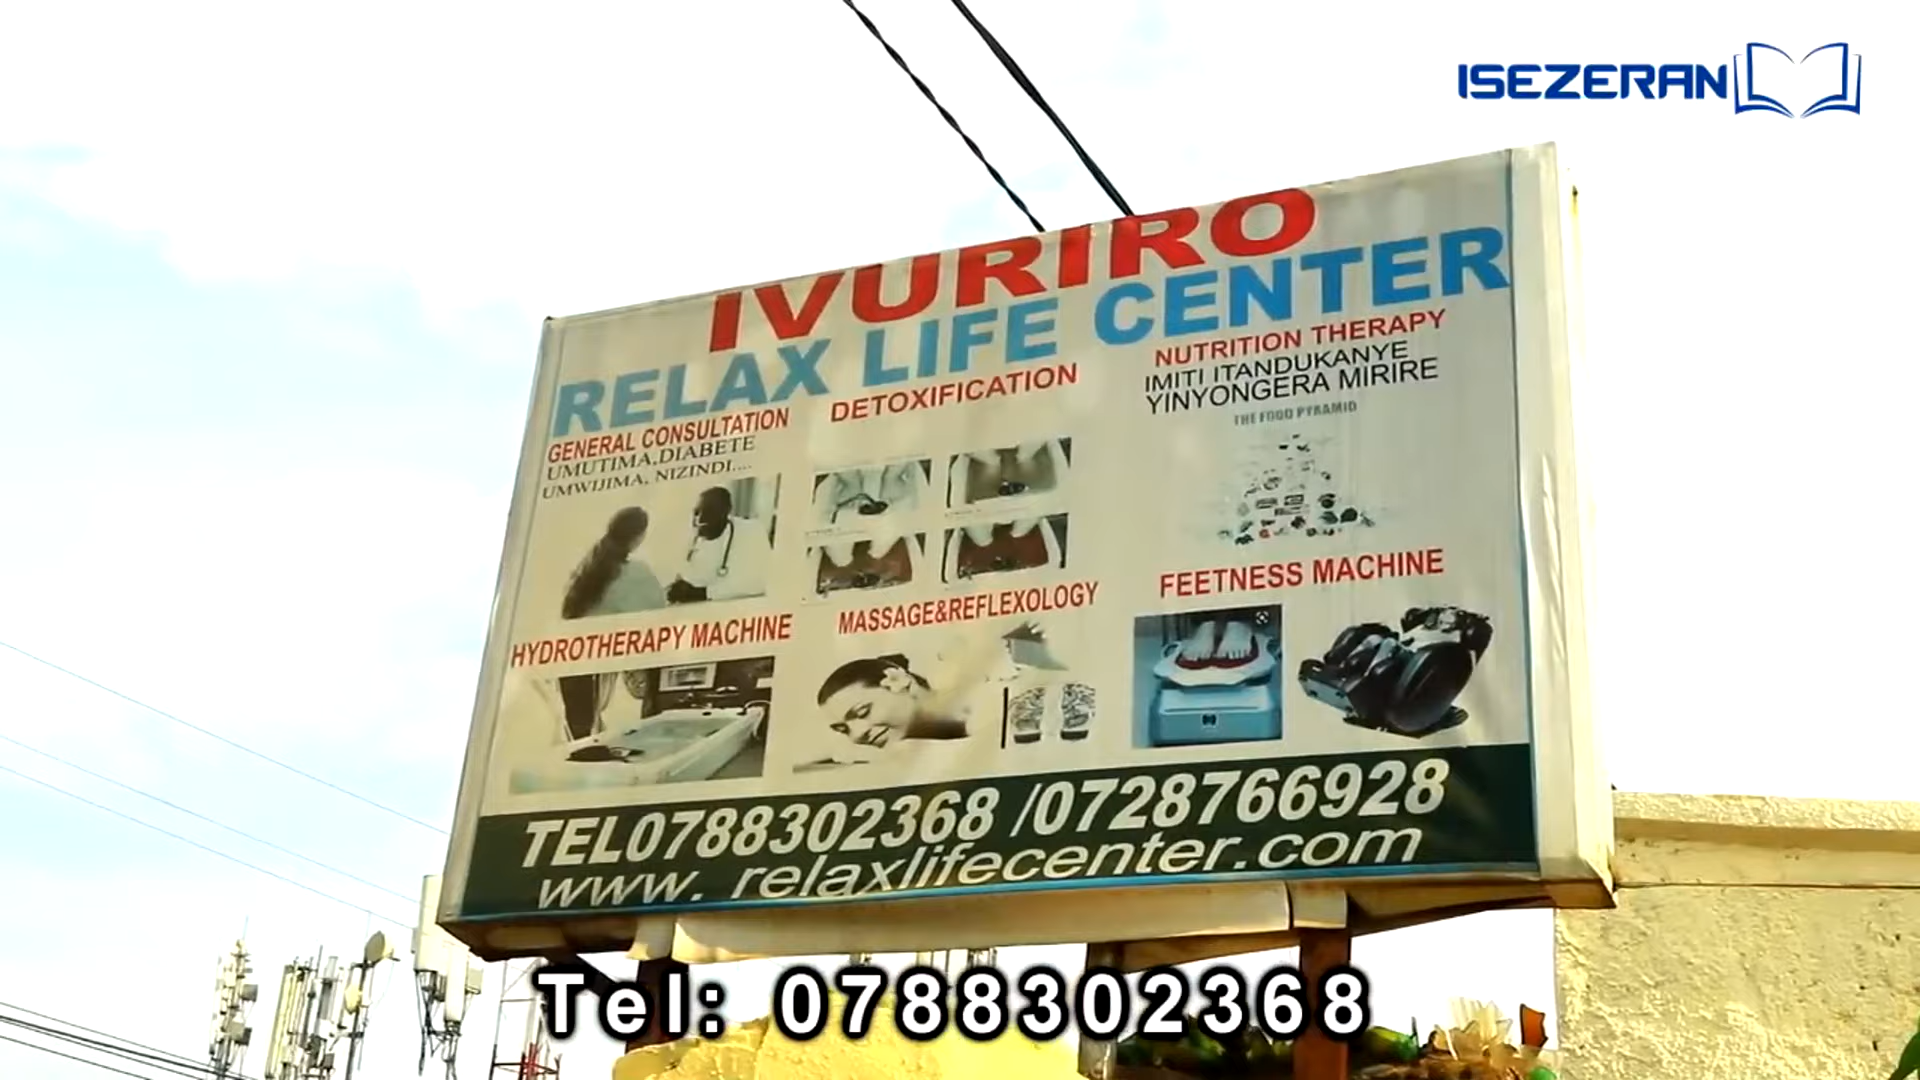 ISEZERAN
IVURIRO
RELAX LIFE CENTER
GENERAL CONSULTATION
UMUTIMA,DIABETE
UMWIJIMA, NIZINDI....
DETOXIFICATION
NUTRITION THERAPY
IMITI ITANDUKANYE
YINYONGERA MIRIRE
THE FOOD PYRAMID
HYDROTHERAPY MACHINE
MASSAGE&REFLEXOLOGY
FEETNESS MACHINE
TEL0788302368 /0728766928
www. relaxlifecenter.com
Tel: 0788302368